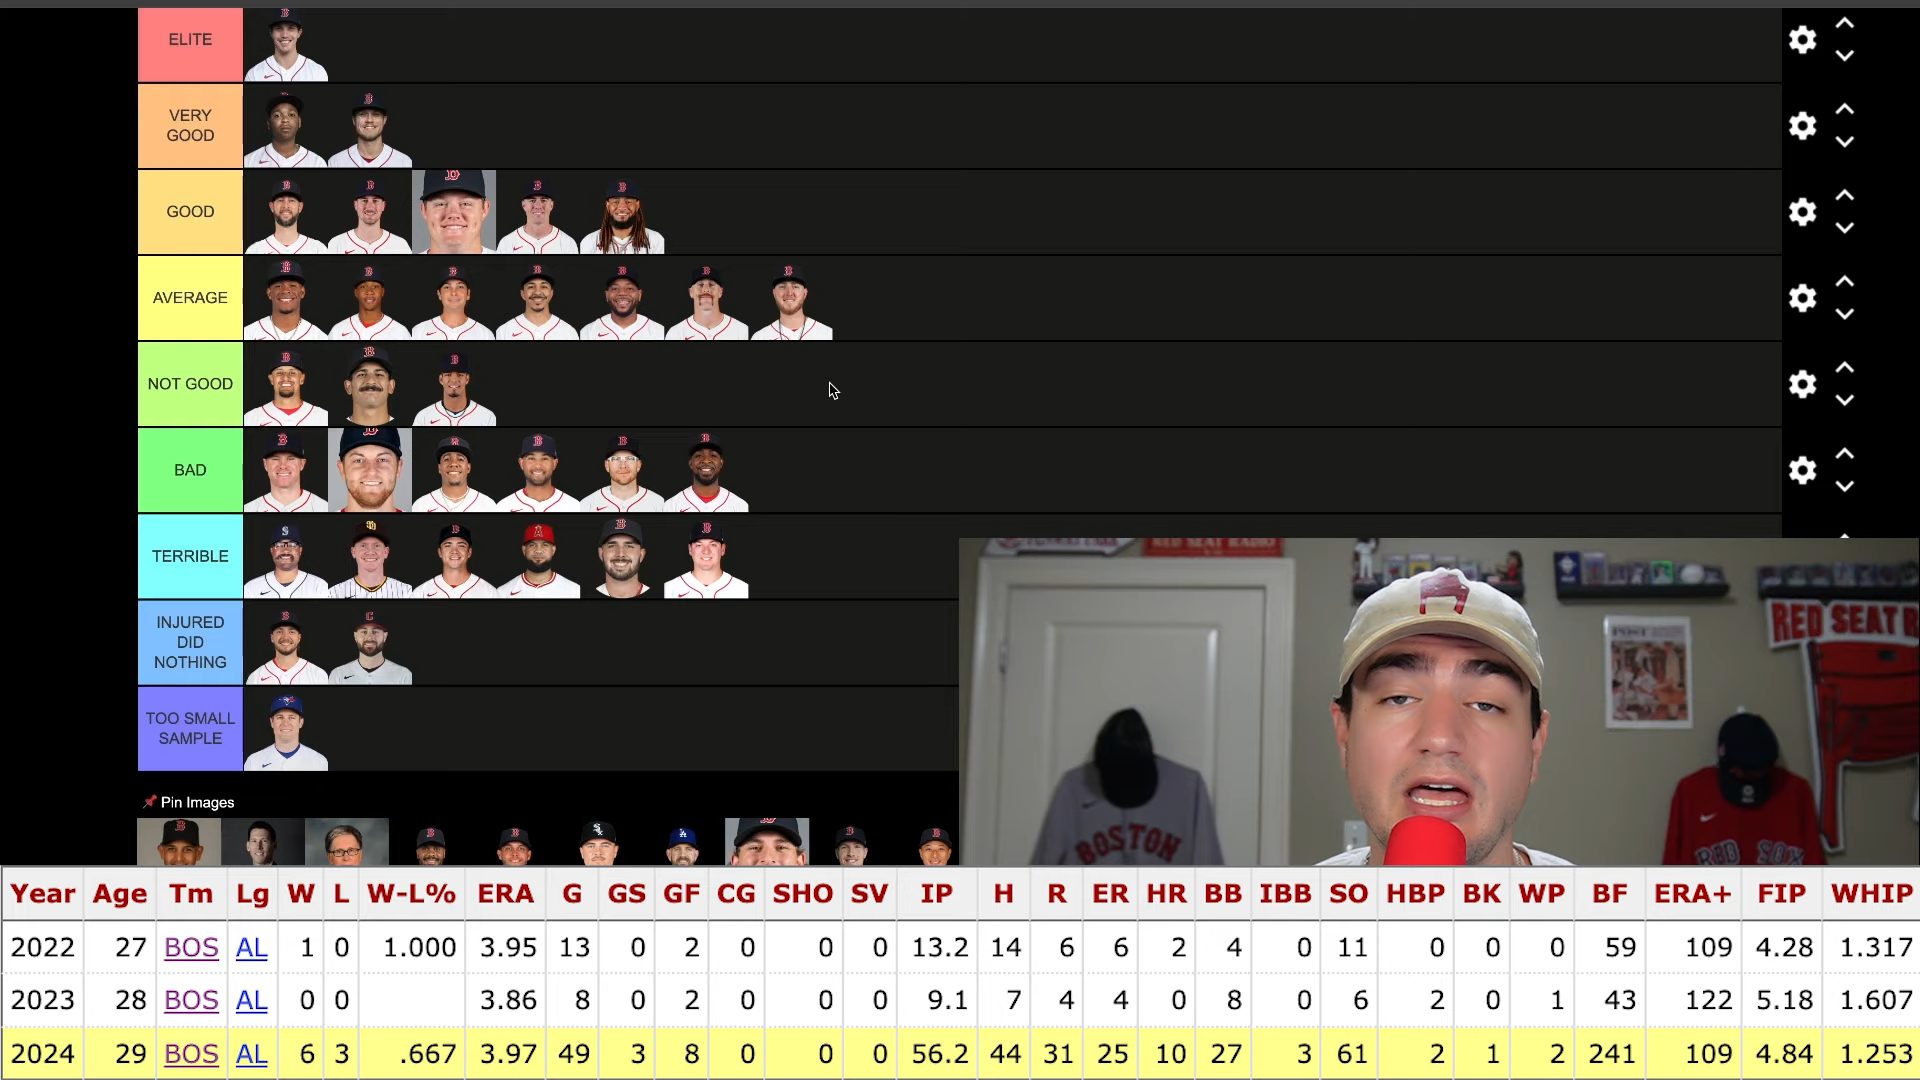 ELITE
VERY
GOOD
GOOD
AVERAGE
NOT GOOD
BAD
TERRIBLE
INJURED
DID
NOTHING
TOO SMALL
SAMPLE
Pin Images
RED SEAT RADIO
RED SEAT R
POST
BOSTON
RED SOX
Year Age Tm Lg W L W-L% ERA G GS GF CG SHO SV IP H R ER HR BB IBB SO HBP BK WP BF ERA+ FIP WHIP
2022 27 BOS AL 1 0 1.000 3.95 13 0 2 0 0 0 13.2 14 6 6 2 4 0 11 0 0 0 59 109 4.28 1.317
2023 28 BOS AL 0 0 3.86 8 0 2 0 0 0 9.1 7 4 4 0 8 0 6 2 0 1 43 122 5.18 1.607
2024 29 BOS AL 6 3 .667 3.97 49 3 8 0 0 0 56.2 44 31 25 10 27 3 61 2 1 2 241 109 4.84 1.253